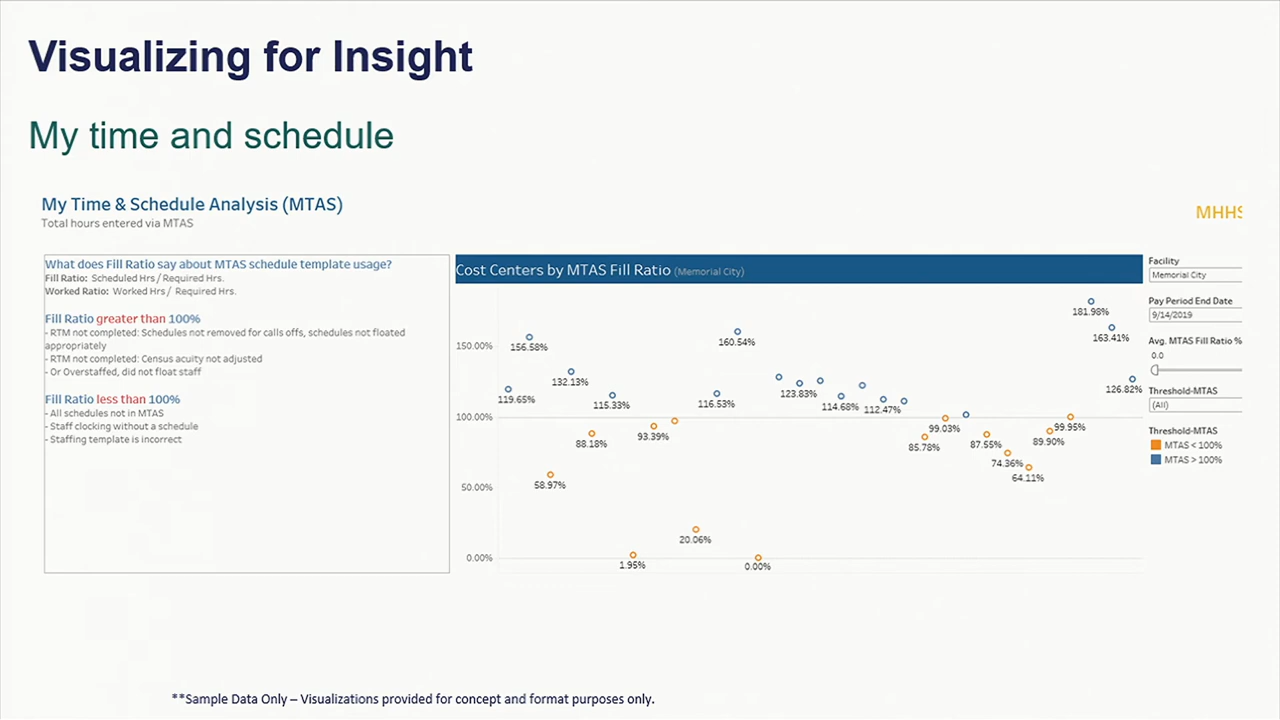 Visualizing for Insight
My time and schedule
My Time & Schedule Analysis (MTAS)
Total hours entered via MTAS
MHHS
What does Fill Ratio say about MTAS schedule template usage?
Fill Ratio: Scheduled Hrs / Required Hrs.
Worked Ratio: Worked Hrs / Required Hrs.
Fill Ratio greater than 100%
- RTM not completed: Schedules not removed for calls offs, schedules not floated
appropriately
- RTM not completed: Census acuity not adjusted
- Or Overstaffed, did not float staff
Fill Ratio less than 100%
- All schedules not in MTAS
- Staff clocking without a schedule
- Staffing template is incorrect
Cost Centers by MTAS Fill Ratio (Memorial City)
150.00%
100.00%
50.00%
0.00%
119.65%
156.58%
58.97%
132.13%
88.18%
115.33%
1.95%
93.39%
20.06%
116.53%
160.54%
0.00%
123.83%
114.68%
112.47%
85.78%
99.03%
87.55%
74.36%
64.11%
89.90%
99.95%
181.98%
163.41%
126.82%
Facility
Memorial City
Pay Period End Date
9/14/2019
Avg. MTAS Fill Ratio %
0.0
Threshold-MTAS
(All)
Threshold-MTAS
MTAS < 100%
MTAS > 100%
**Sample Data Only – Visualizations provided for concept and format purposes only.